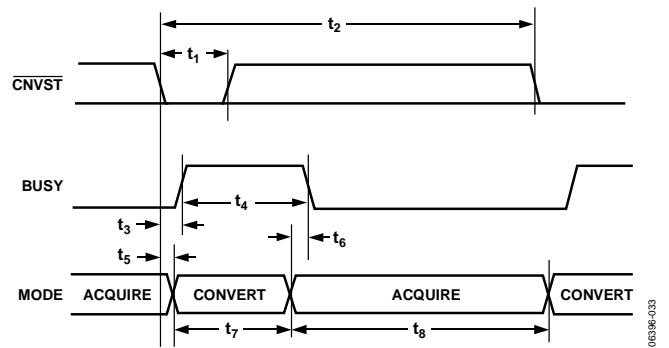 t2
t1
CNVST
BUSY
t4
t3
t6
t5
MODE ACQUIRE CONVERT ACQUIRE CONVERT
t7 t8
06396-033